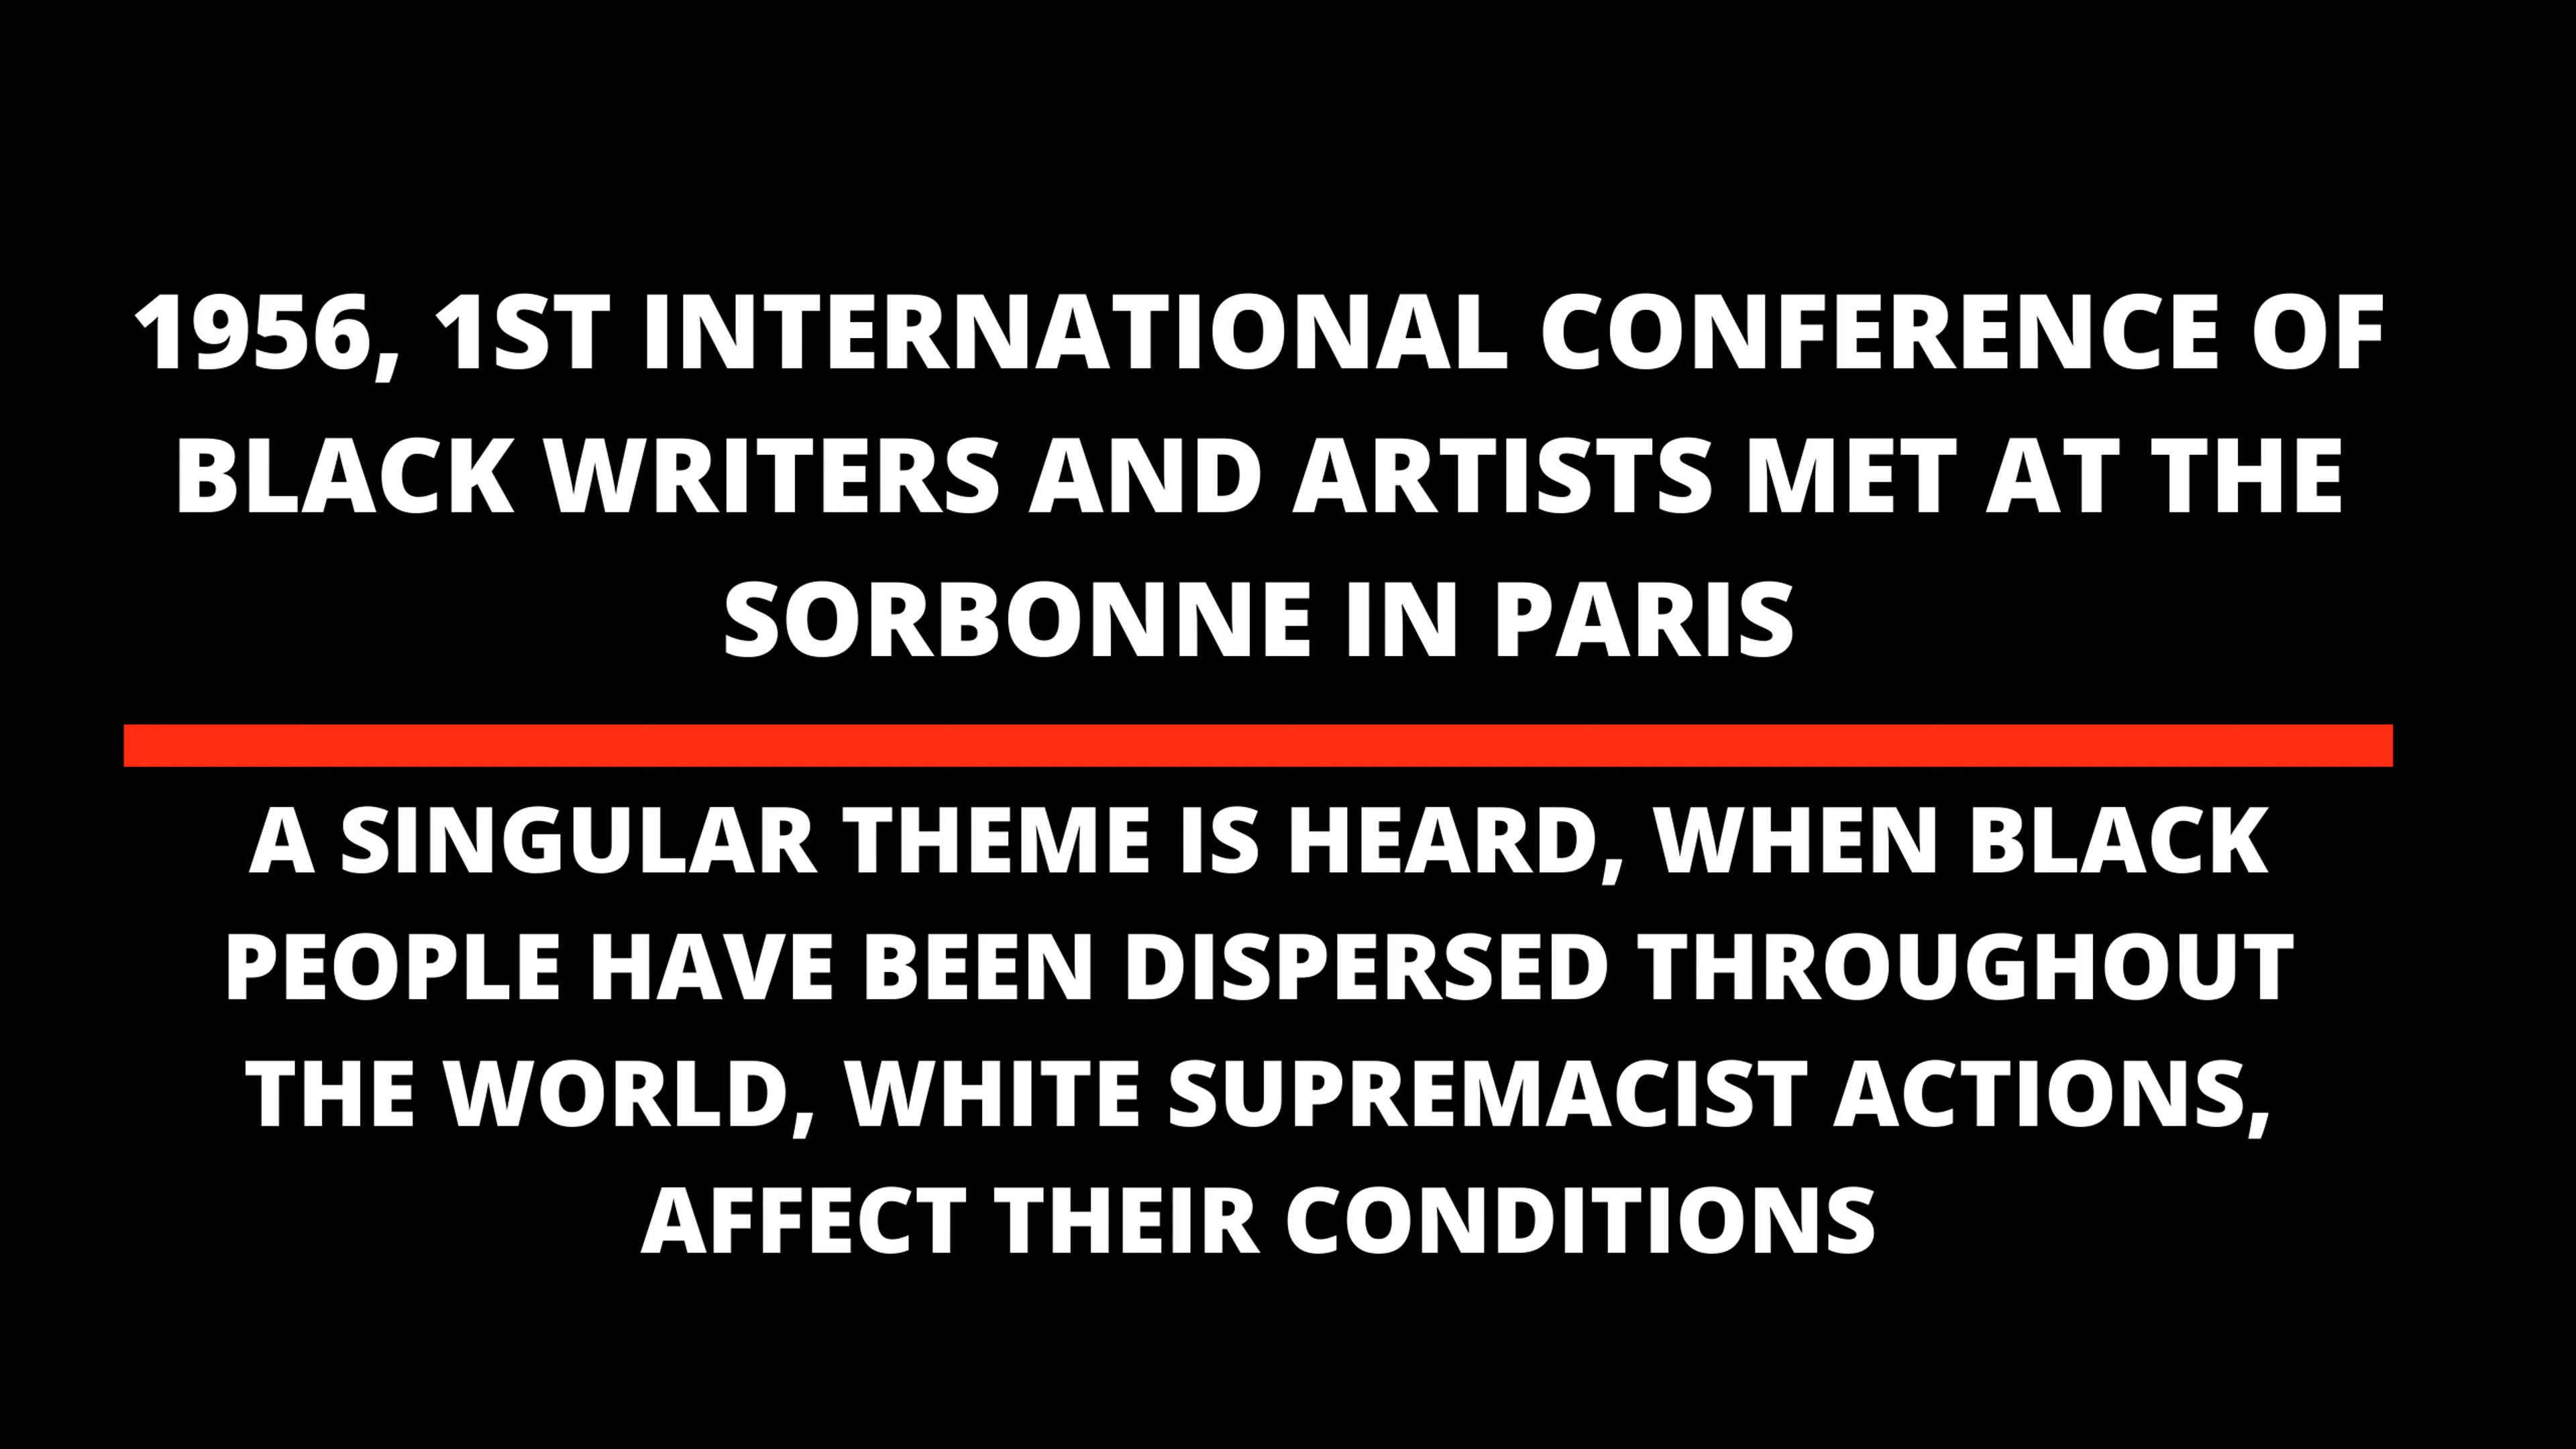 1956, 1ST INTERNATIONAL CONFERENCE OF
BLACK WRITERS AND ARTISTS MET AT THE
SORBONNE IN PARIS
A SINGULAR THEME IS HEARD, WHEN BLACK
PEOPLE HAVE BEEN DISPERSED THROUGHOUT
THE WORLD, WHITE SUPREMACIST ACTIONS,
AFFECT THEIR CONDITIONS